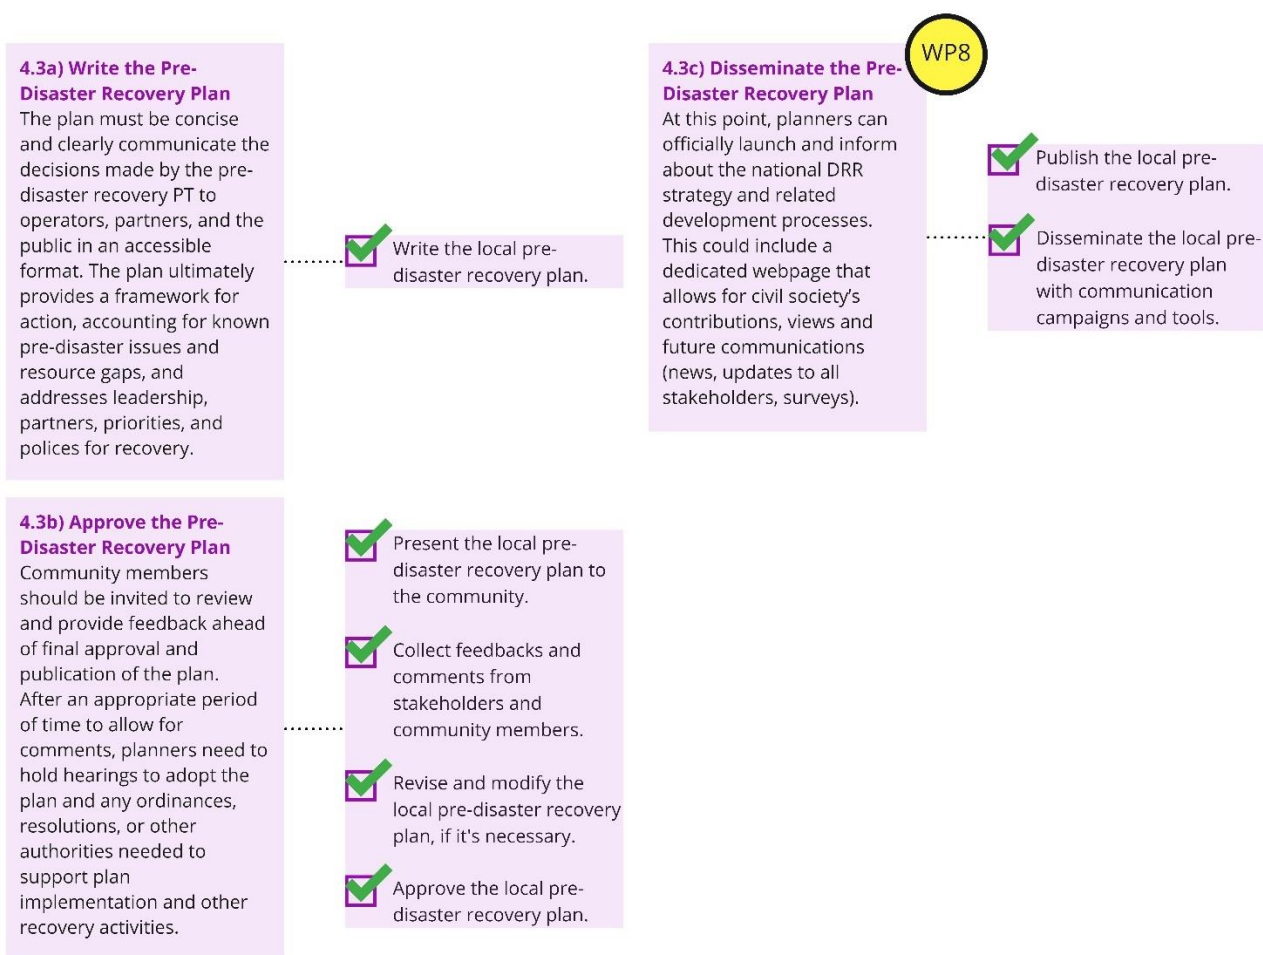 4.3a) Write the Pre-
Disaster Recovery Plan
The plan must be concise
and clearly communicate the
decisions made by the pre-
disaster recovery PT to
operators, partners, and the
public in an accessible
format. The plan ultimately
provides a framework for
action, accounting for known
pre-disaster issues and
resource gaps, and
addresses leadership,
partners, priorities, and
polices for recovery.
Write the local pre-
disaster recovery plan.
4.3b) Approve the Pre-
Disaster Recovery Plan
Community members
should be invited to review
and provide feedback ahead
of final approval and
publication of the plan.
After an appropriate period
of time to allow for
comments, planners need to
hold hearings to adopt the
plan and any ordinances,
resolutions, or other
authorities needed to
support plan
implementation and other
recovery activities.
Present the local pre-
disaster recovery plan to
the community.
Collect feedbacks and
comments from
stakeholders and
community members.
Revise and modify the
local pre-disaster recovery
plan, if it's necessary.
Approve the local pre-
disaster recovery plan.
WP8
4.3c) Disseminate the Pre-
Disaster Recovery Plan
At this point, planners can
officially launch and inform
about the national DRR
strategy and related
development processes.
This could include a
dedicated webpage that
allows for civil society’s
contributions, views and
future communications
(news, updates to all
stakeholders, surveys).
Publish the local pre-
disaster recovery plan.
Disseminate the local pre-
disaster recovery plan
with communication
campaigns and tools.